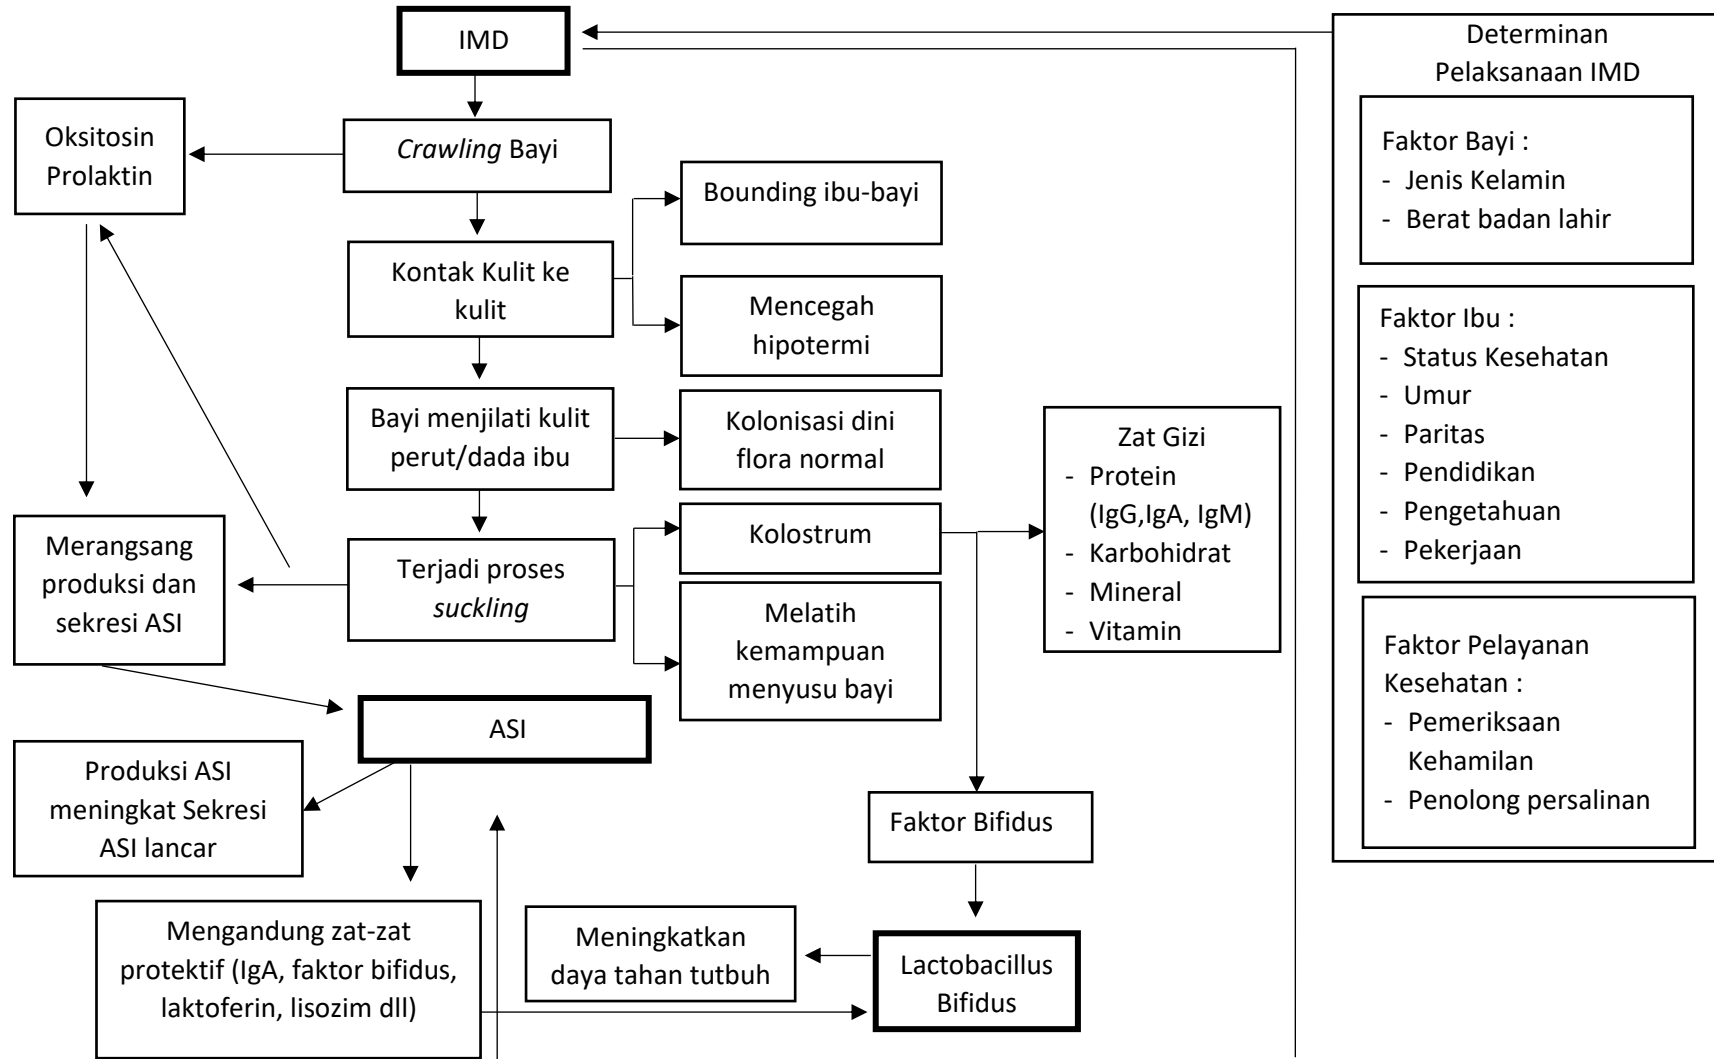 IMD
Determinan
Pelaksanaan IMD
Oksitosin
Prolaktin
Crawling Bayi
Bounding ibu-bayi
Faktor Bayi :
- Jenis Kelamin
- Berat badan lahir
Kontak Kulit ke
kulit
Mencegah
hipotermi
Faktor Ibu :
- Status Kesehatan
- Umur
- Paritas
- Pendidikan
- Pengetahuan
- Pekerjaan
Bayi menjilati kulit
perut/dada ibu
Kolonisasi dini
flora normal
Zat Gizi
- Protein
(IgG,IgA, IgM)
- Karbohidrat
- Mineral
- Vitamin
Merangsang
produksi dan
sekresi ASI
Terjadi proses
suckling
Kolostrum
Melatih
kemampuan
menyusu bayi
Faktor Pelayanan
Kesehatan :
- Pemeriksaan
Kehamilan
- Penolong persalinan
ASI
Produksi ASI
meningkat Sekresi
ASI lancar
Faktor Bifidus
Mengandung zat-zat
protektif (IgA, faktor bifidus,
laktoferin, lisozim dll)
Meningkatkan
daya tahan tutbuh
Lactobacillus
Bifidus